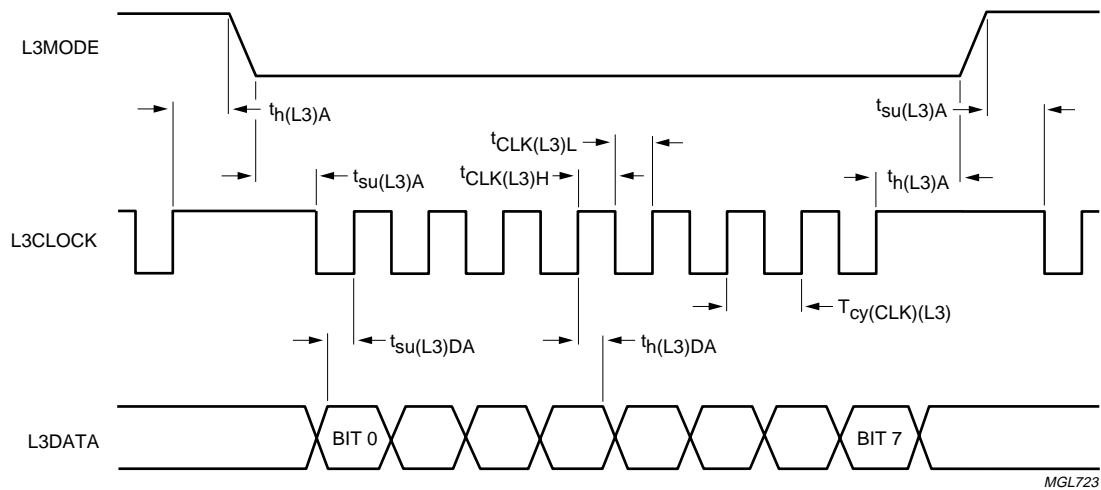 L3MODE
th(L3)A
tsu(L3)A
tCLK(L3)L
tCLK(L3)H
tsu(L3)A
th(L3)A
L3CLOCK
Tcy(CLK)(L3)
tsu(L3)DA
th(L3)DA
L3DATA
BIT 0
BIT 7
MGL723